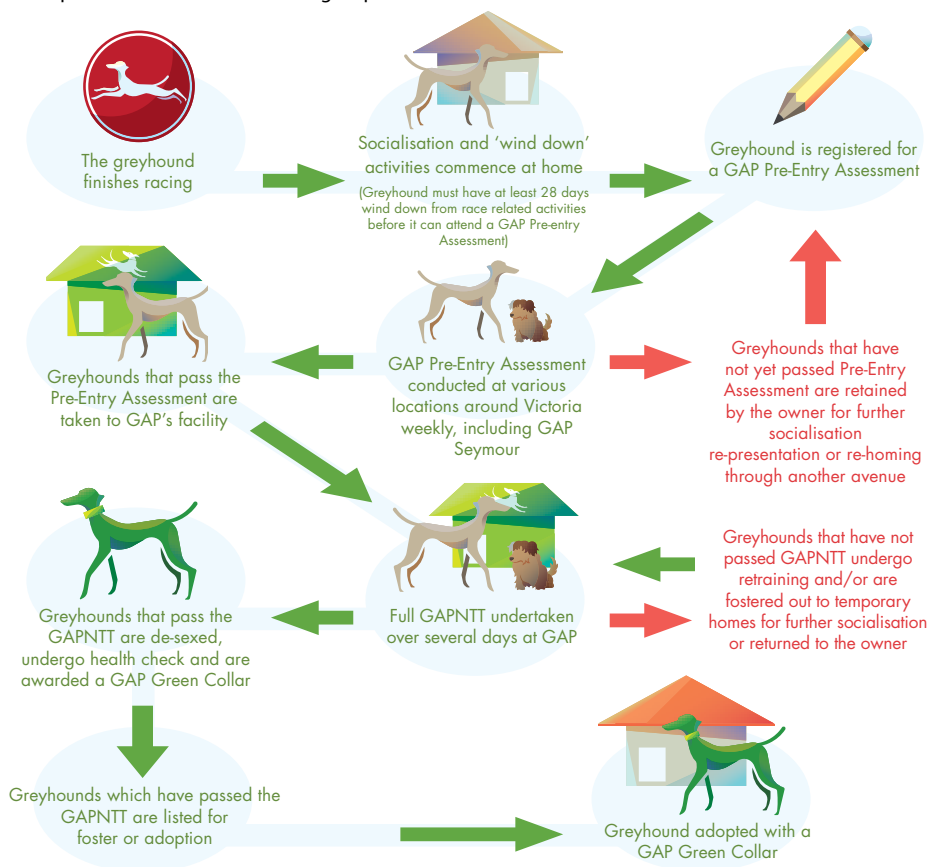 The greyhound
finishes racing
Socialisation and ‘wind down’
activities commence at home
(Greyhound must have at least 28 days
wind down from race related activities
before it can attend a GAP Pre-entry
Assessment)
Greyhound is registered for
a GAP Pre-Entry Assessment
Greyhounds that pass the
Pre-Entry Assessment are
taken to GAP’s facility
GAP Pre-Entry Assessment
conducted at various
locations around Victoria
weekly, including GAP
Seymour
Greyhounds that have
not yet passed Pre-Entry
Assessment are retained
by the owner for further
socialisation
re-presentation or re-homing
through another avenue
Greyhounds that pass the
GAPNTT are de-sexed,
undergo health check and are
awarded a GAP Green Collar
Full GAPNTT undertaken
over several days at GAP
Greyhounds that have not
passed GAPNTT undergo
retraining and/or are
fostered out to temporary
homes for further socialisation
or returned to the owner
Greyhounds which have passed the
GAPNTT are listed for
foster or adoption
Greyhound adopted with a
GAP Green Collar